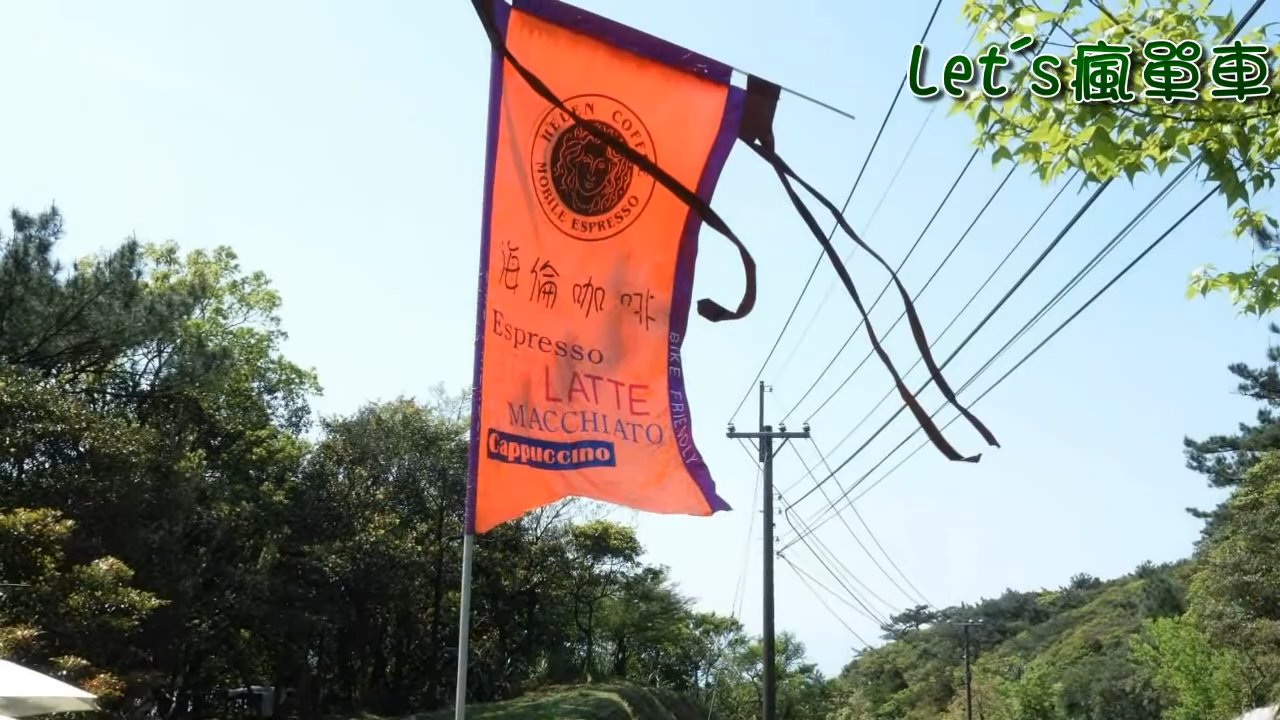 Let's瘋單車
HELEN COFFEE
MOBILE ESPRESSO
海倫咖啡
Espresso
LATTE
MACCHIATO
Cappuccino
BIKE FRIENDLY